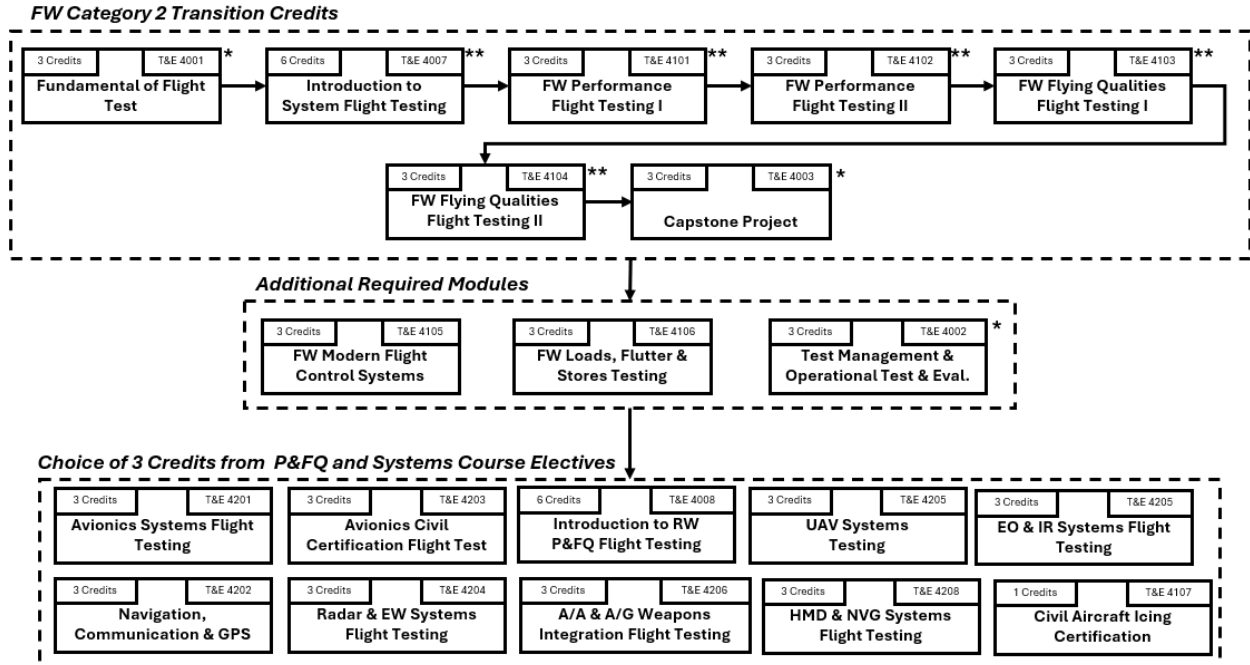 FW Category 2 Transition Credits
3 Credits T&E 4001 *
Fundamental of Flight
Test
6 Credits T&E 4007 **
Introduction to
System Flight Testing
3 Credits T&E 4101 **
FW Performance
Flight Testing I
3 Credits T&E 4102 **
FW Performance
Flight Testing II
3 Credits T&E 4103 **
FW Flying Qualities
Flight Testing I
3 Credits T&E 4104 **
FW Flying Qualities
Flight Testing II
3 Credits T&E 4003 *
Capstone Project
Additional Required Modules
3 Credits T&E 4105
FW Modern Flight
Control Systems
3 Credits T&E 4106
FW Loads, Flutter &
Stores Testing
3 Credits T&E 4002 *
Test Management &
Operational Test & Eval.
Choice of 3 Credits from P&FQ and Systems Course Electives
3 Credits T&E 4201
Avionics Systems Flight
Testing
3 Credits T&E 4203
Avionics Civil
Certification Flight Test
6 Credits T&E 4008
Introduction to RW
P&FQ Flight Testing
3 Credits T&E 4205
UAV Systems
Testing
3 Credits T&E 4205
EO & IR Systems Flight
Testing
3 Credits T&E 4202
Navigation,
Communication & GPS
3 Credits T&E 4204
Radar & EW Systems
Flight Testing
3 Credits T&E 4206
A/A & A/G Weapons
Integration Flight Testing
3 Credits T&E 4208
HMD & NVG Systems
Flight Testing
1 Credits T&E 4107
Civil Aircraft Icing
Certification